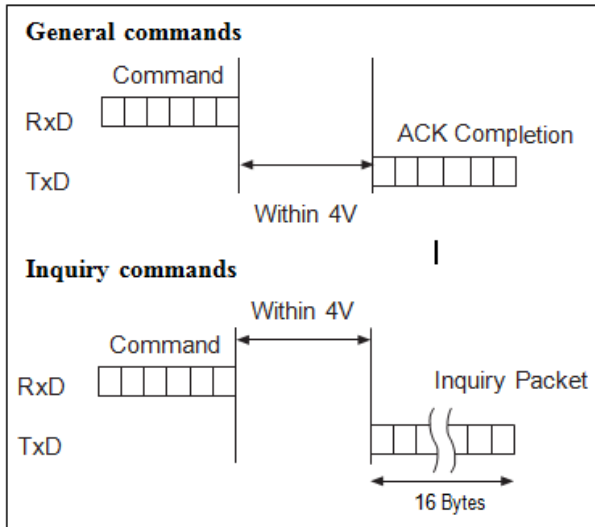 General commands
Command
RxD
ACK Completion
TxD
Within 4V
Inquiry commands
Within 4V
Command
RxD
Inquiry Packet
TxD
16 Bytes